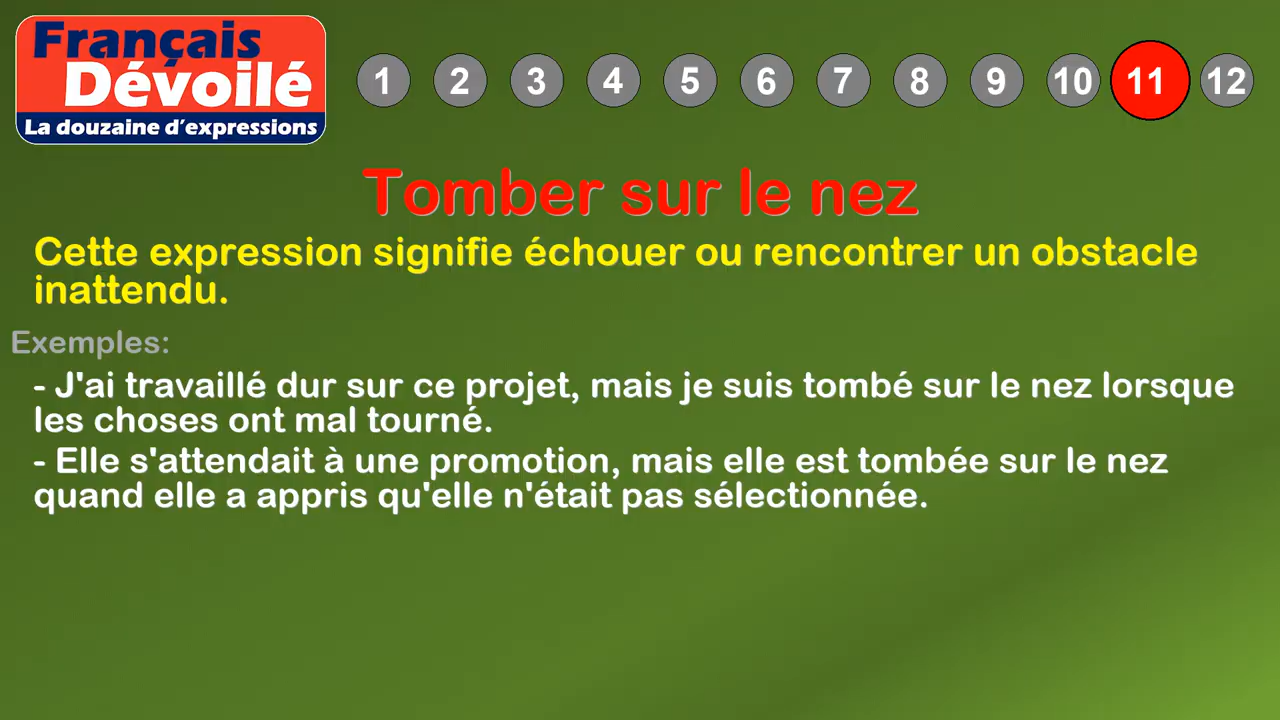 Français
Dévoilé
La douzaine d'expressions
1 2 3 4 5 6 7 8 9 10 11 12
Tomber sur le nez
Cette expression signifie échouer ou rencontrer un obstacle
inattendu.
Exemples:
- J'ai travaillé dur sur ce projet, mais je suis tombé sur le nez lorsque
les choses ont mal tourné.
- Elle s'attendait à une promotion, mais elle est tombée sur le nez
quand elle a appris qu'elle n'était pas sélectionnée.